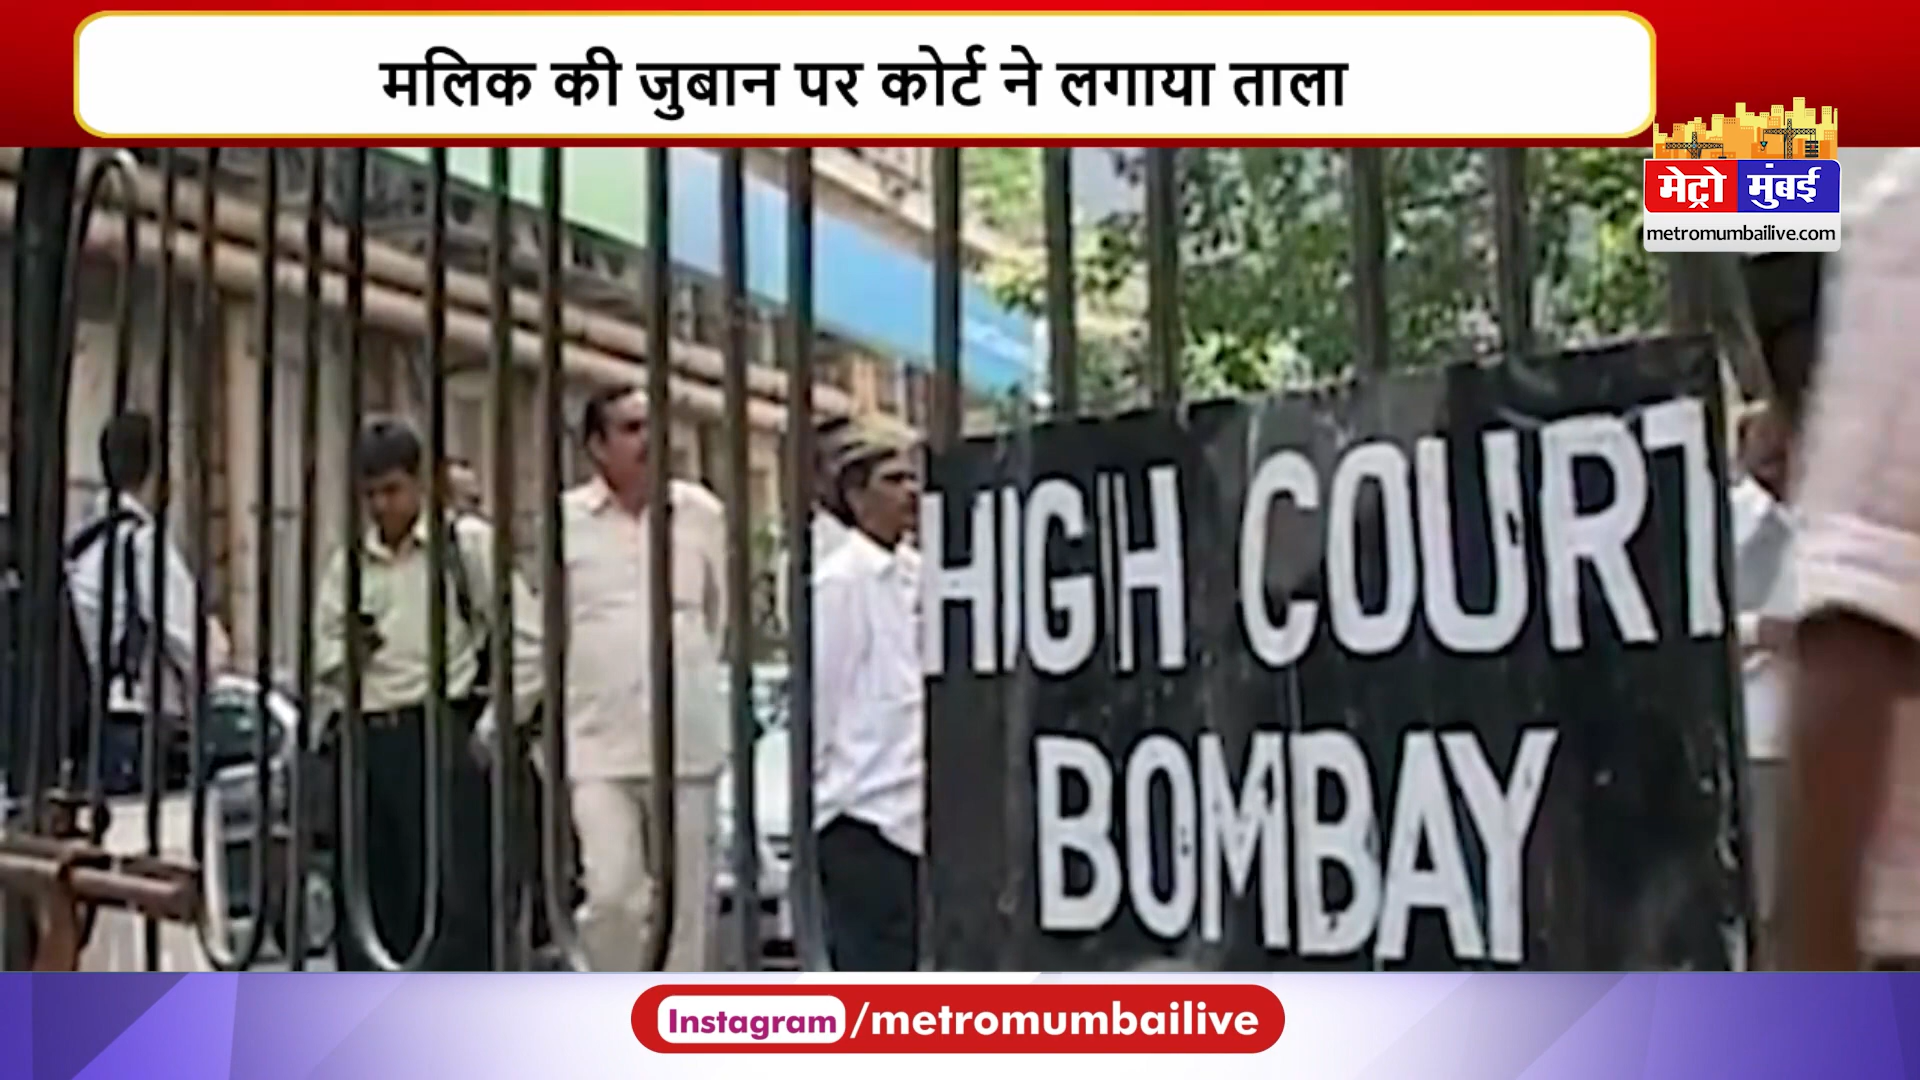 मलिक की जुबान पर कोर्ट ने लगाया ताला
मेट्रो मुंबई
metromumbailive.com
HIGH COURT
BOMBAY
Instagram /metromumbailive